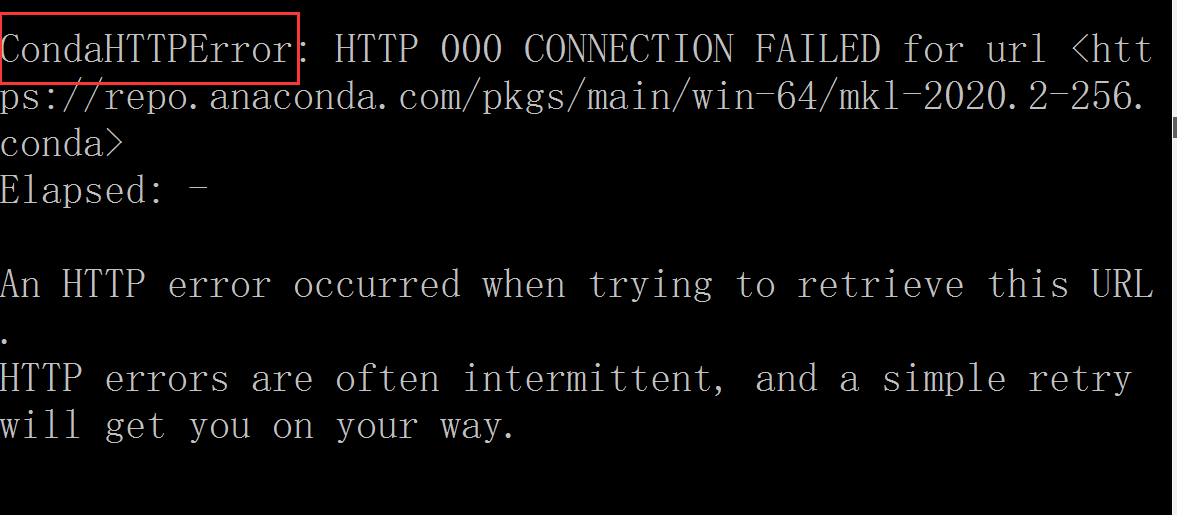 CondaHTTPError: HTTP 000 CONNECTION FAILED for url <htt
ps://repo.anaconda.com/pkgs/main/win-64/mkl-2020.2-256.
conda>
Elapsed: -
An HTTP error occurred when trying to retrieve this URL
.
HTTP errors are often intermittent, and a simple retry
will get you on your way.